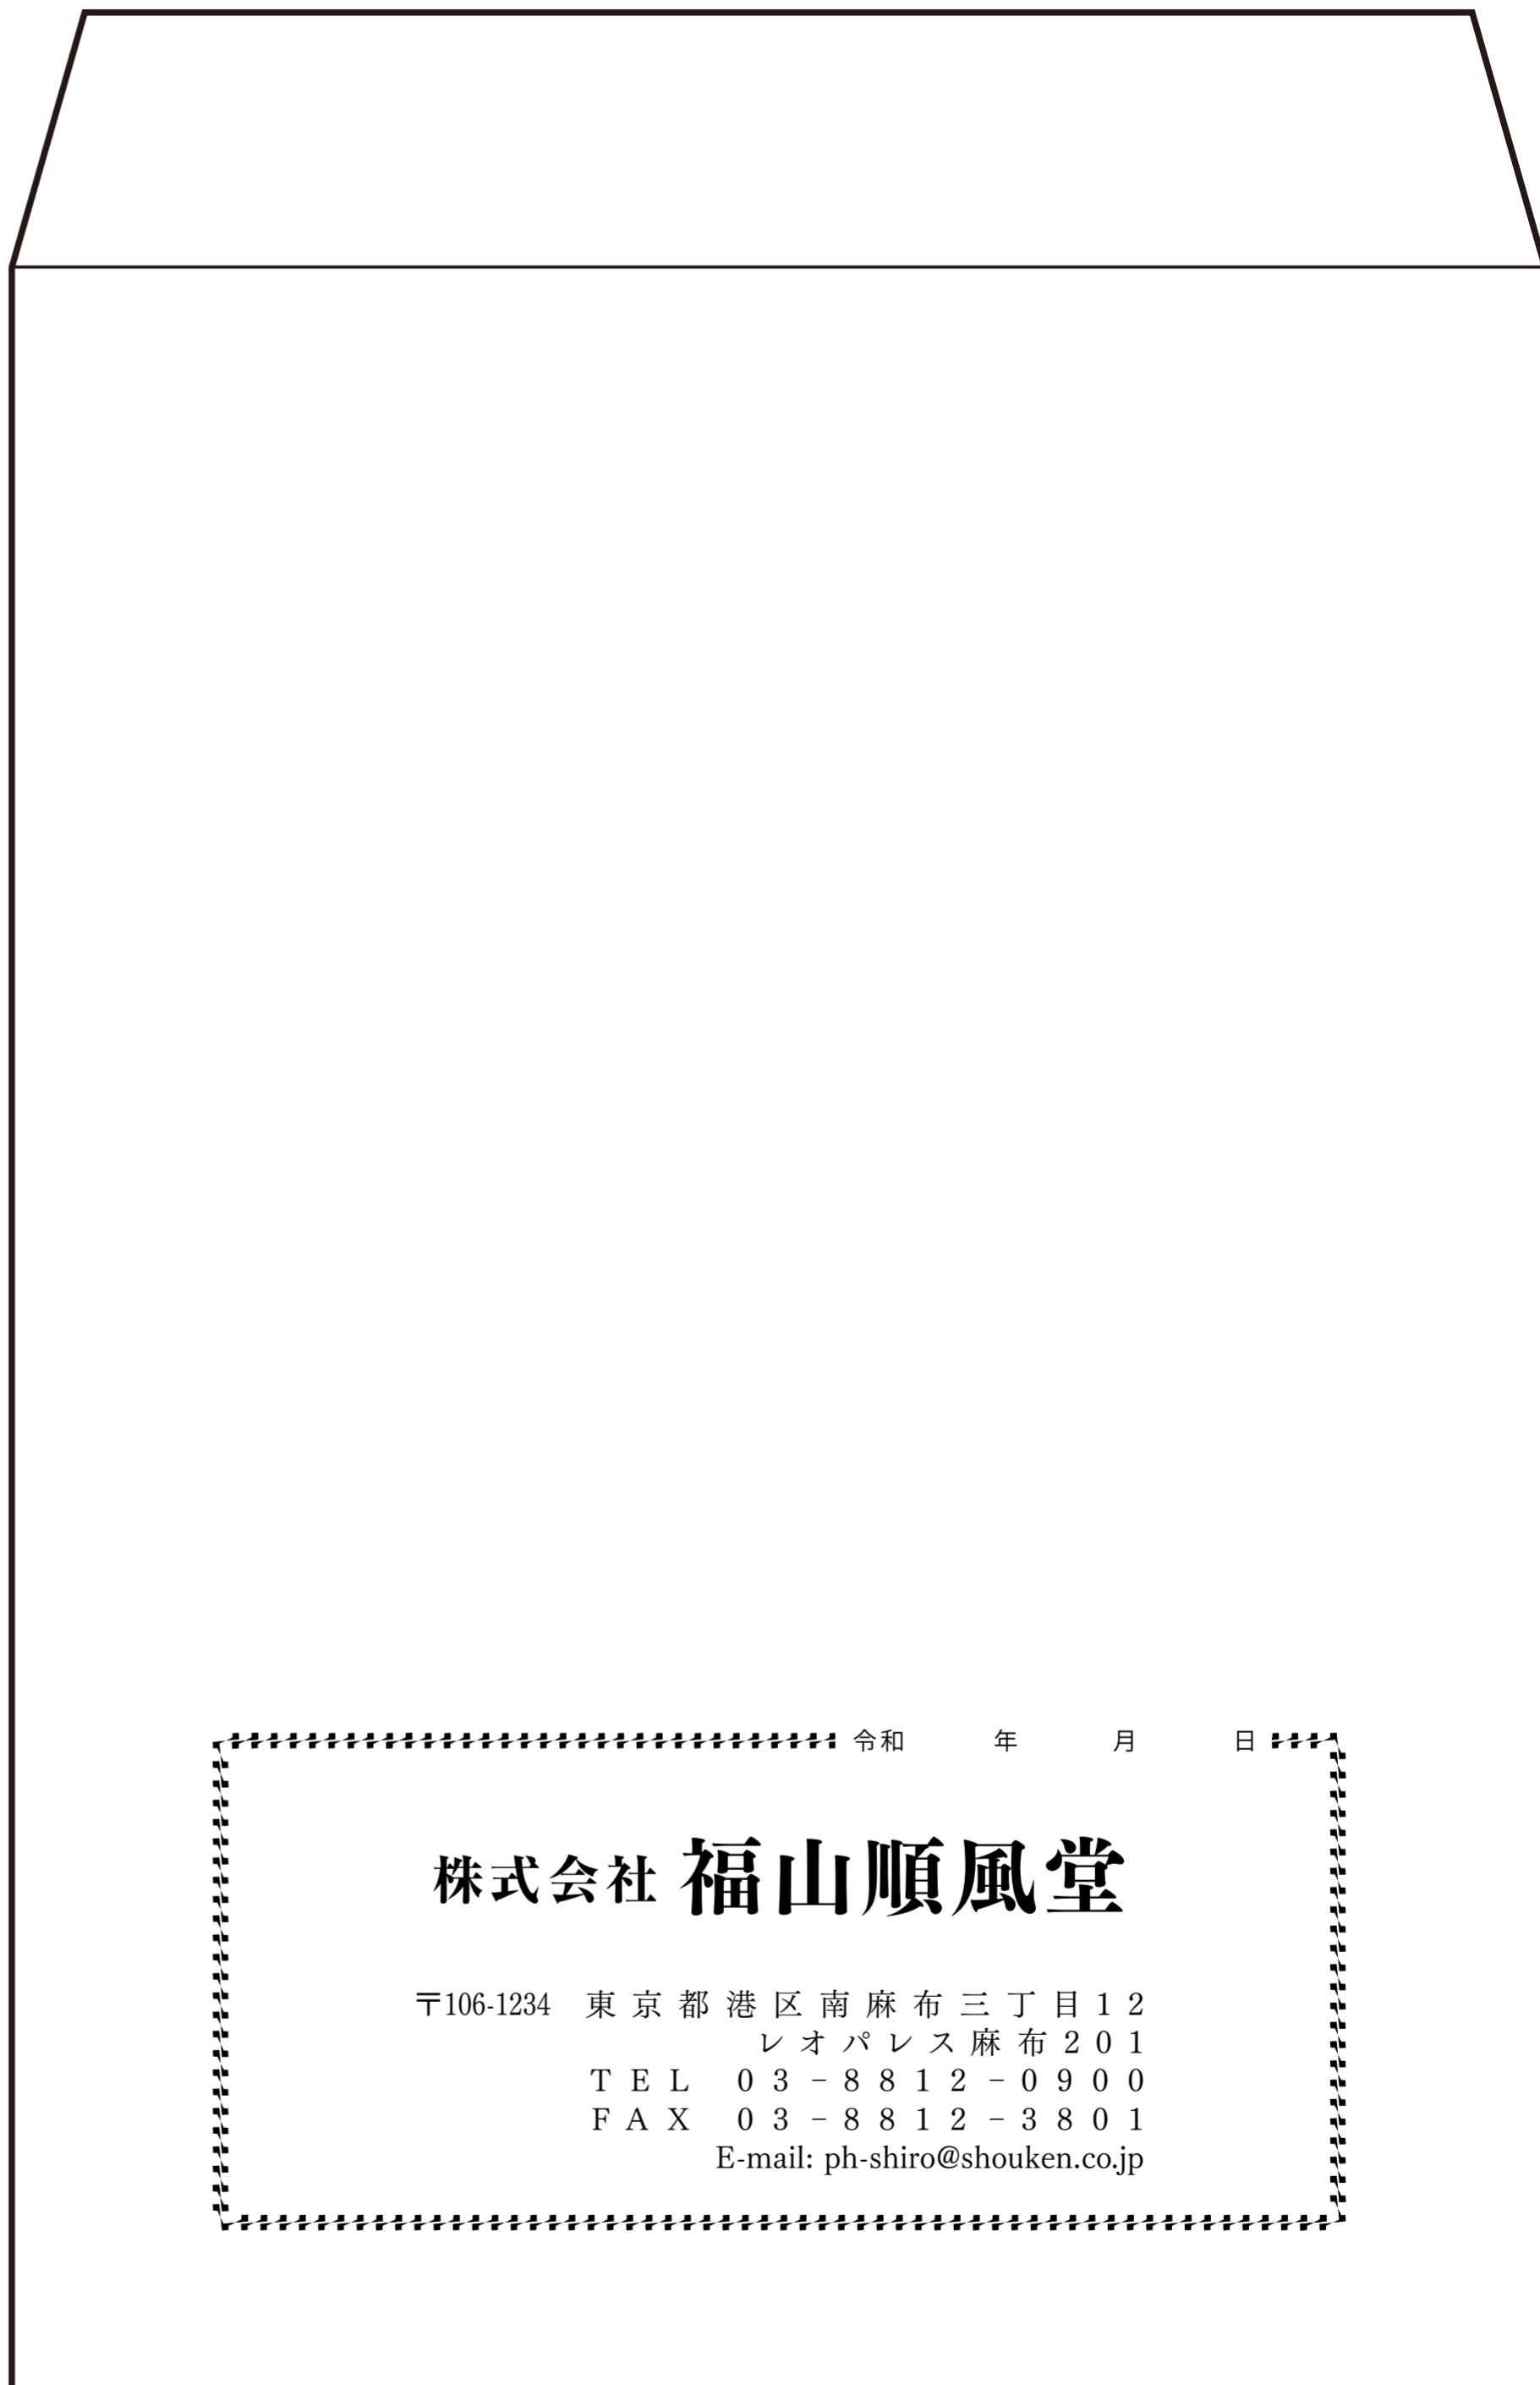 令和　　　年　　　月　　　日
株式会社 福山順風堂
〒106-1234 東京都港区南麻布三丁目12
レオパレス麻布201
TEL 03-8812-0900
FAX 03-8812-3801
E-mail: ph-shiro@shouken.co.jp